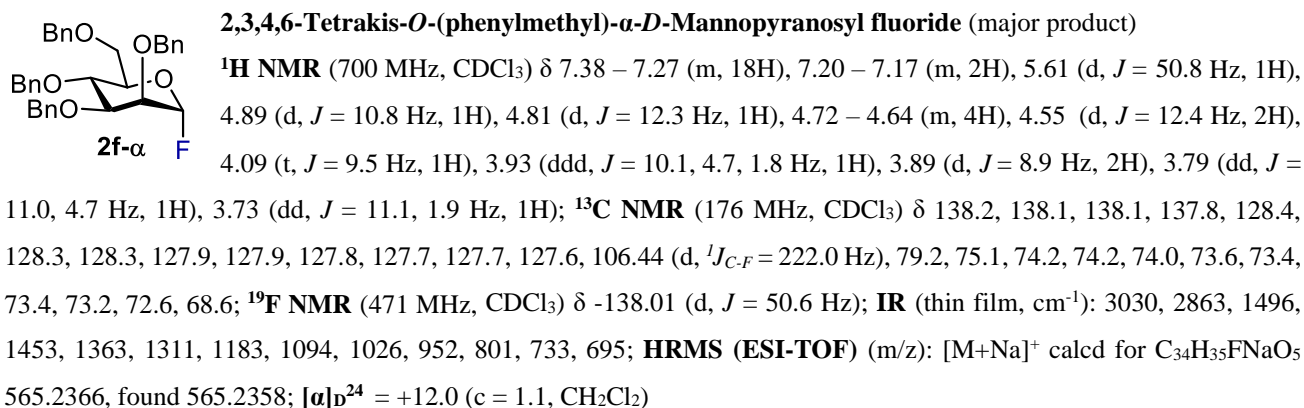 2,3,4,6-Tetrakis-O-(phenylmethyl)-α-D-Mannopyranosyl fluoride (major product)
BnO
OBn
BnO
O
BnO
F
2f-α
¹H NMR (700 MHz, CDCl₃) δ 7.38 – 7.27 (m, 18H), 7.20 – 7.17 (m, 2H), 5.61 (d, J = 50.8 Hz, 1H),
4.89 (d, J = 10.8 Hz, 1H), 4.81 (d, J = 12.3 Hz, 1H), 4.72 – 4.64 (m, 4H), 4.55 (d, J = 12.4 Hz, 2H),
4.09 (t, J = 9.5 Hz, 1H), 3.93 (ddd, J = 10.1, 4.7, 1.8 Hz, 1H), 3.89 (d, J = 8.9 Hz, 2H), 3.79 (dd, J =
11.0, 4.7 Hz, 1H), 3.73 (dd, J = 11.1, 1.9 Hz, 1H); ¹³C NMR (176 MHz, CDCl₃) δ 138.2, 138.1, 138.1, 137.8, 128.4,
128.3, 128.3, 127.9, 127.9, 127.8, 127.7, 127.7, 127.6, 106.44 (d, ¹J_C-F = 222.0 Hz), 79.2, 75.1, 74.2, 74.2, 74.0, 73.6, 73.4,
73.4, 73.2, 72.6, 68.6; ¹⁹F NMR (471 MHz, CDCl₃) δ -138.01 (d, J = 50.6 Hz); IR (thin film, cm⁻¹): 3030, 2863, 1496,
1453, 1363, 1311, 1183, 1094, 1026, 952, 801, 733, 695; HRMS (ESI-TOF) (m/z): [M+Na]⁺ calcd for C₃₄H₃₅FNaO₅
565.2366, found 565.2358; [α]D²⁴ = +12.0 (c = 1.1, CH₂Cl₂)